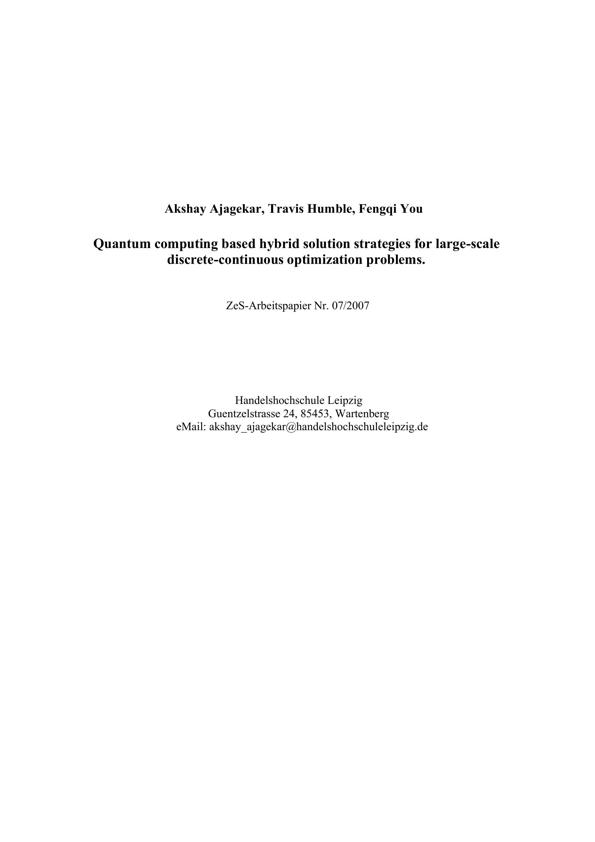 Akshay Ajagekar, Travis Humble, Fengqi You
Quantum computing based hybrid solution strategies for large-scale
discrete-continuous optimization problems.
ZeS-Arbeitspapier Nr. 07/2007
Handelshochschule Leipzig
Guentzelstrasse 24, 85453, Wartenberg
eMail: akshay_ajagekar@handelshochschuleleipzig.de